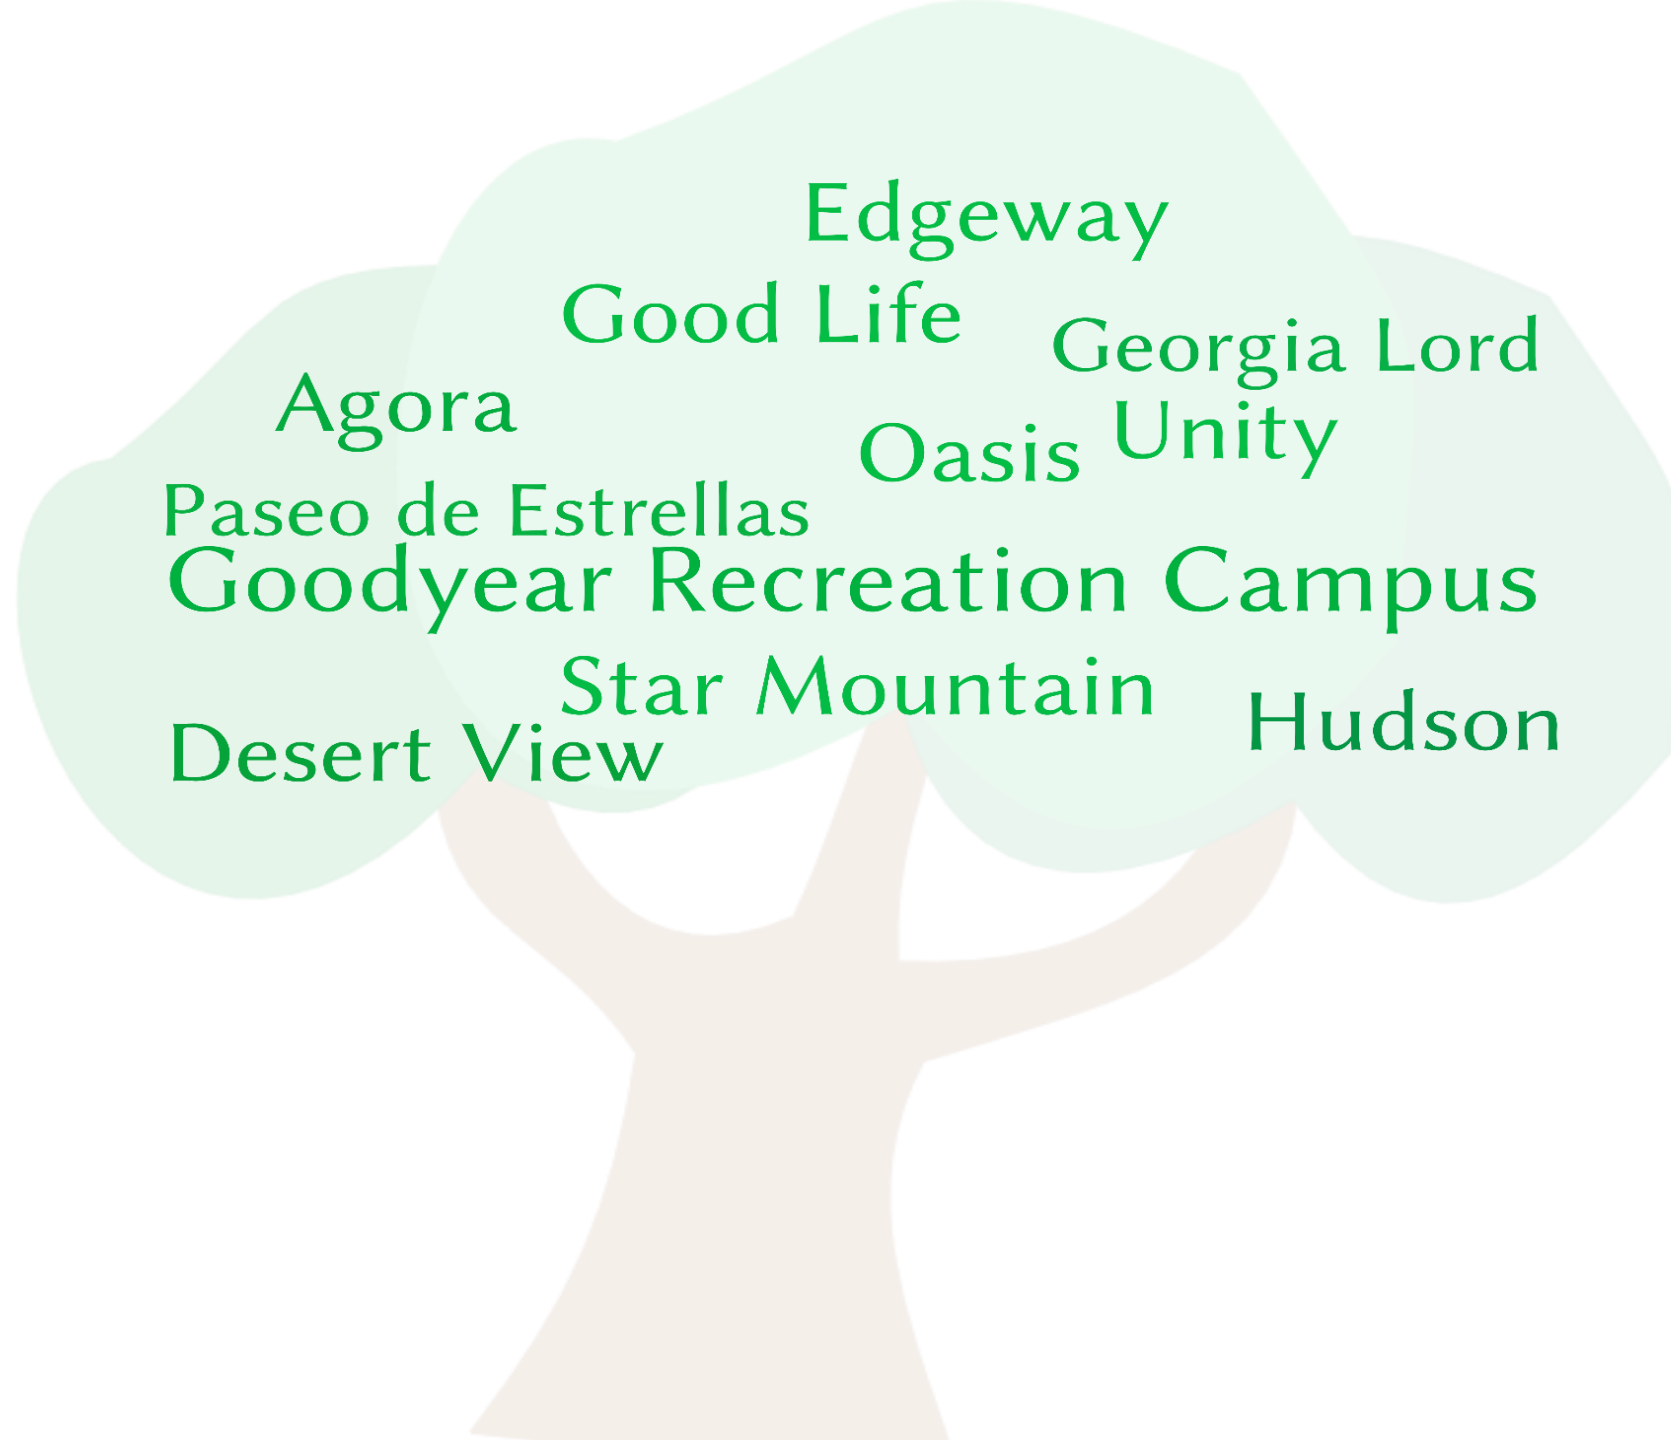 Edgeway
Good Life
Georgia Lord
Agora
Oasis
Unity
Paseo de Estrellas
Goodyear Recreation Campus
Star Mountain
Hudson
Desert View